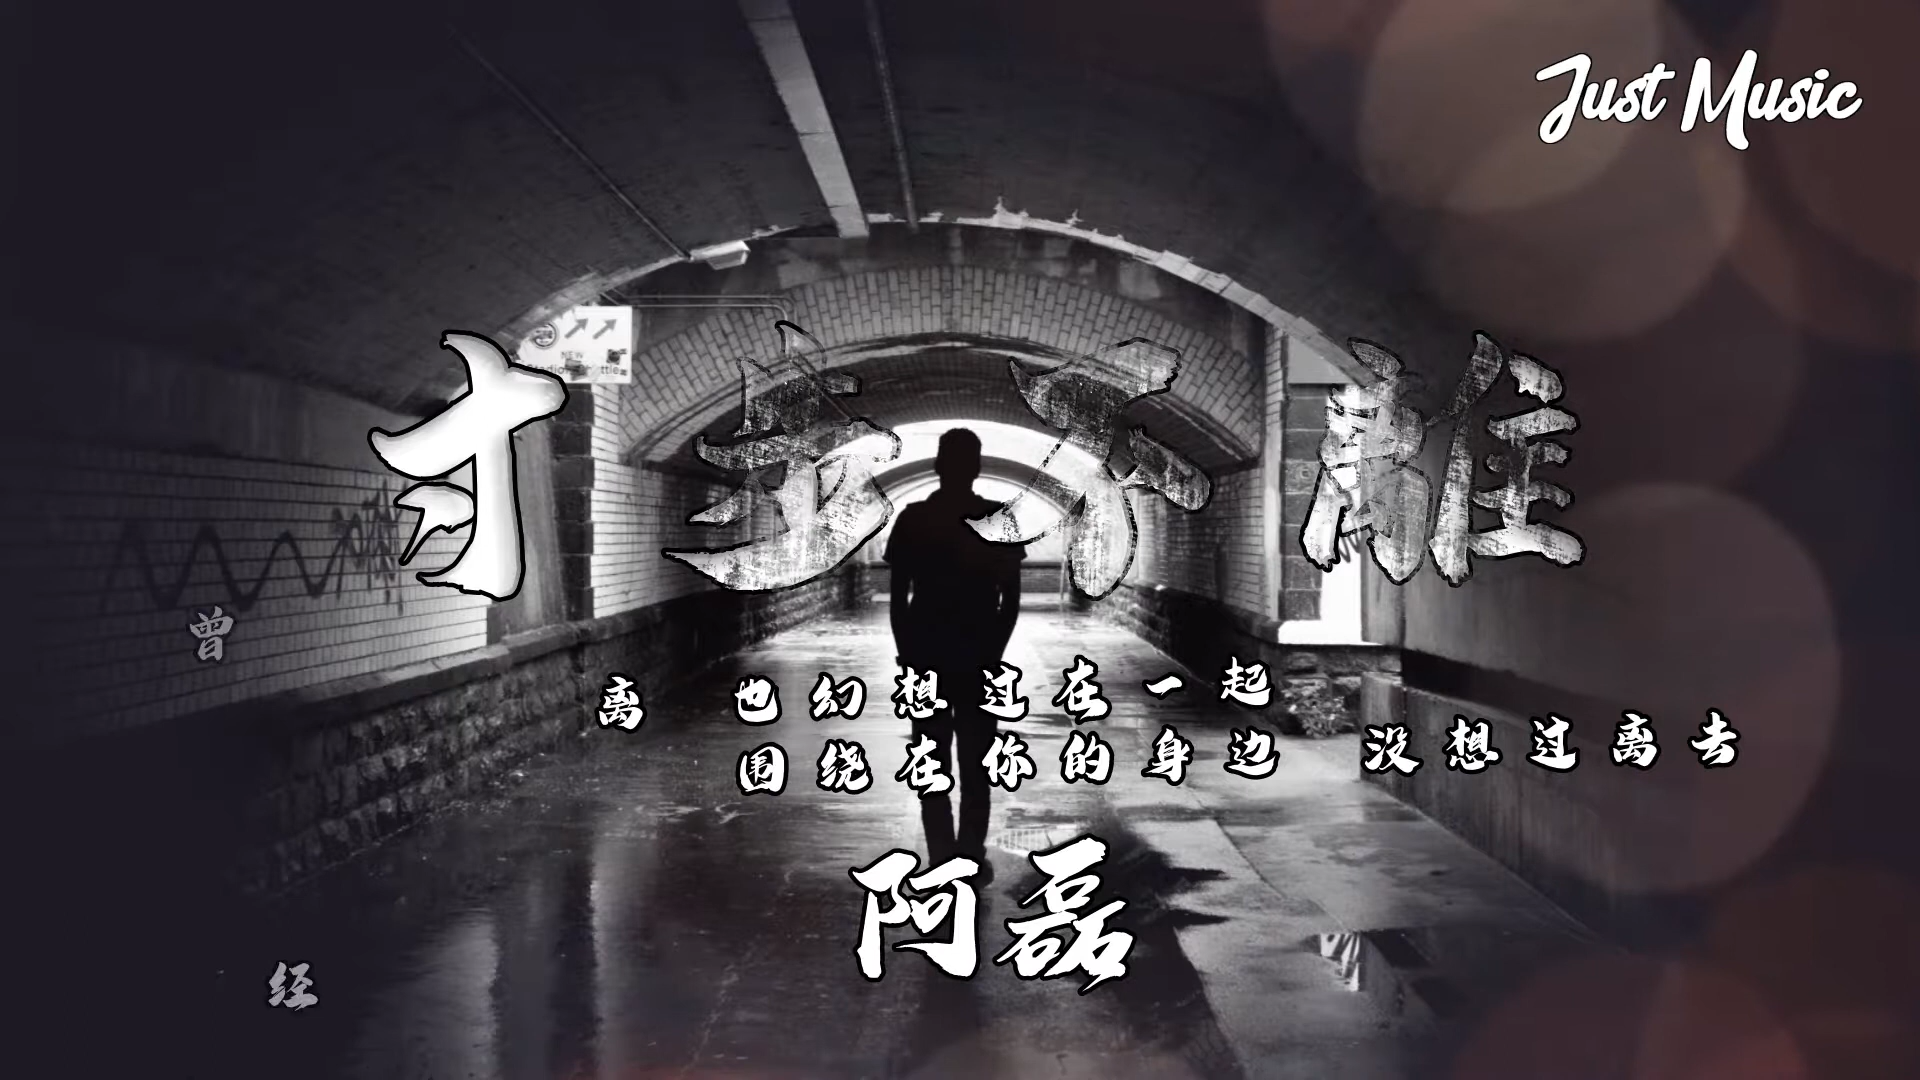 Just Music
NEW
寸步不離
曾
离 也幻想过在一起
围绕在你的身边 没想过离去
阿磊
经